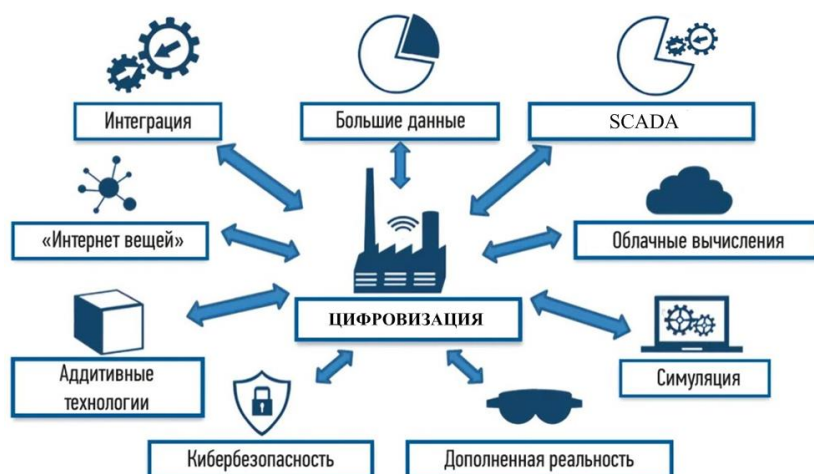 Интеграция
Большие данные
SCADA
«Интернет вещей»
Облачные вычисления
ЦИФРОВИЗАЦИЯ
Аддитивные
технологии
Симуляция
Кибербезопасность
Дополненная реальность